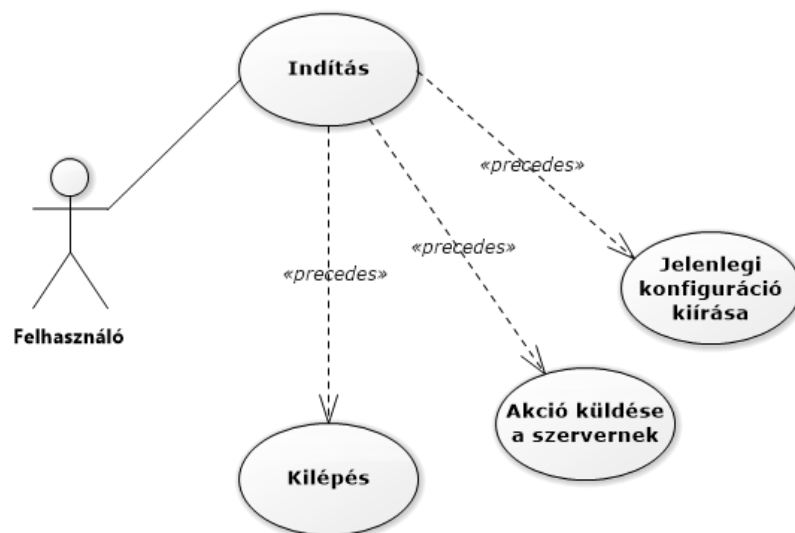 Indítás
«precedes»
«precedes»
«precedes»
Jelenlegi
konfiguráció
kiírása
Felhasználó
Akció küldése
a szervernek
Kilépés